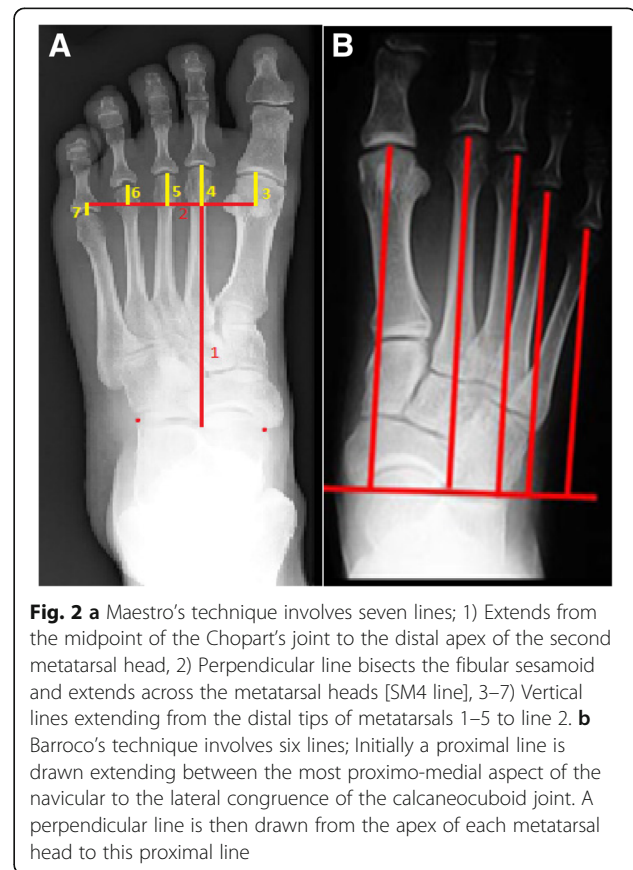 A
B
3
4
5
6
7
2
1
Fig. 2 a Maestro's technique involves seven lines; 1) Extends from
the midpoint of the Chopart's joint to the distal apex of the second
metatarsal head, 2) Perpendicular line bisects the fibular sesamoid
and extends across the metatarsal heads [SM4 line], 3–7) Vertical
lines extending from the distal tips of metatarsals 1–5 to line 2. b
Barroco's technique involves six lines; Initially a proximal line is
drawn extending between the most proximo-medial aspect of the
navicular to the lateral congruence of the calcaneocuboid joint. A
perpendicular line is then drawn from the apex of each metatarsal
head to this proximal line